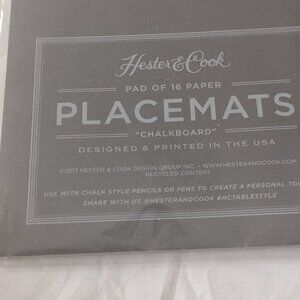 Hester & Cook
PAD OF 16 PAPER
PLACEMATS
"CHALKBOARD"
DESIGNED & PRINTED IN THE USA
©2017 HESTER & COOK DESIGN GROUP INC. • WWW.HESTERANDCOOK.COM
RECYCLED CONTENT
USE WITH CHALK STYLE PENCILS OR PENS TO CREATE A PERSONAL TOU
SHARE WITH US @HESTERANDCOOK #HCTABLESTYLE